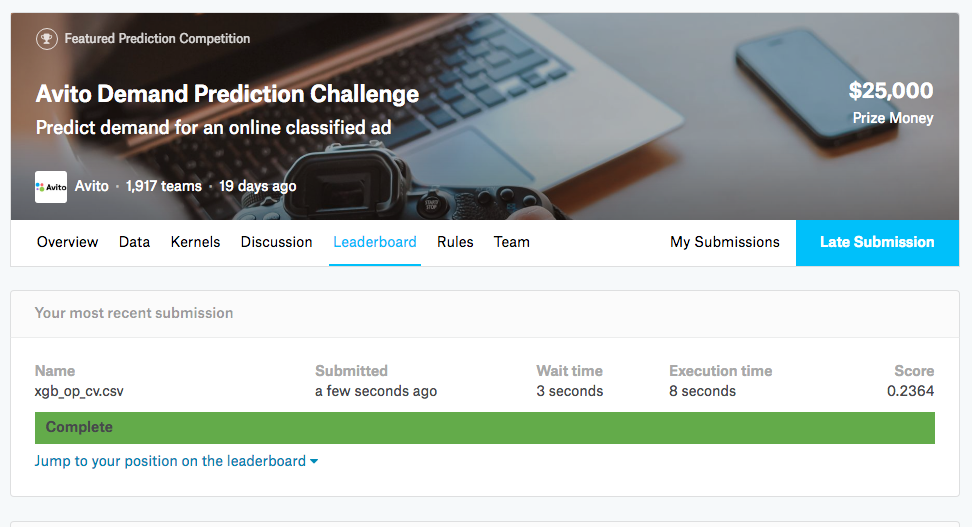 Featured Prediction Competition
Avito Demand Prediction Challenge
$25,000
Predict demand for an online classified ad
Prize Money
Avito Avito · 1,917 teams · 19 days ago
START/STOP
Overview Data Kernels Discussion Leaderboard Rules Team My Submissions Late Submission
Your most recent submission
Name Submitted Wait time Execution time Score
xgb_op_cv.csv a few seconds ago 3 seconds 8 seconds 0.2364
Complete
Jump to your position on the leaderboard